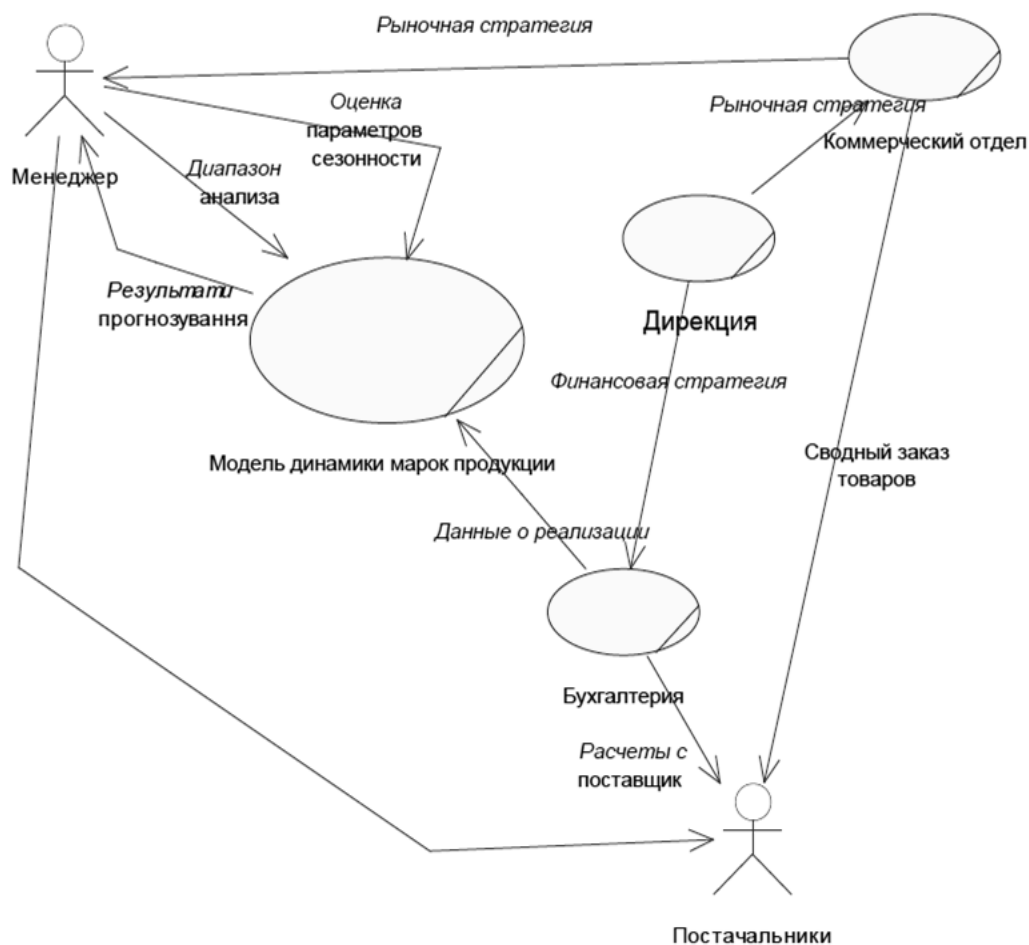 Рыночная стратегия
Оценка
параметров
сезонности
Рыночная стратегия
Коммерческий отдел
Менеджер
Диапазон
анализа
Результати
прогнозування
Дирекция
Финансовая стратегия
Модель динамики марок продукции
Сводный заказ
товаров
Данные о реализации
Бухгалтерия
Расчеты с
поставщик
Постачальники